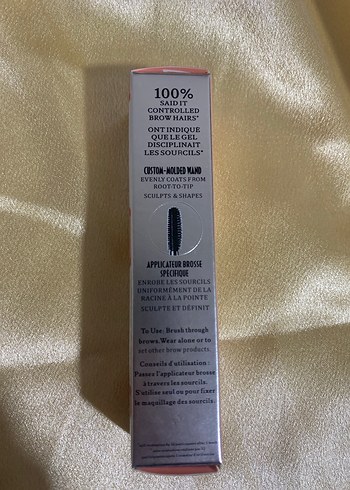 100%
SAID IT
CONTROLLED
BROW HAIRS*
ONT INDIQUÉ
QUE LE GEL
DISCIPLINAIT
LES SOURCILS*
CUSTOM-MOLDED WAND
EVENLY COATS FROM
ROOT-TO-TIP
SCULPTS & SHAPES
APPLICATEUR BROSSE
SPÉCIFIQUE
ENROBE LES SOURCILS
UNIFORMÉMENT DE LA
RACINE À LA POINTE
SCULPTE ET DÉFINIT
To Use: Brush through
brows. Wear alone or to
set other brow products.
Conseils d'utilisation :
Passez l'applicateur brosse
à travers les sourcils.
S'utilise seul ou pour fixer
le maquillage des sourcils.